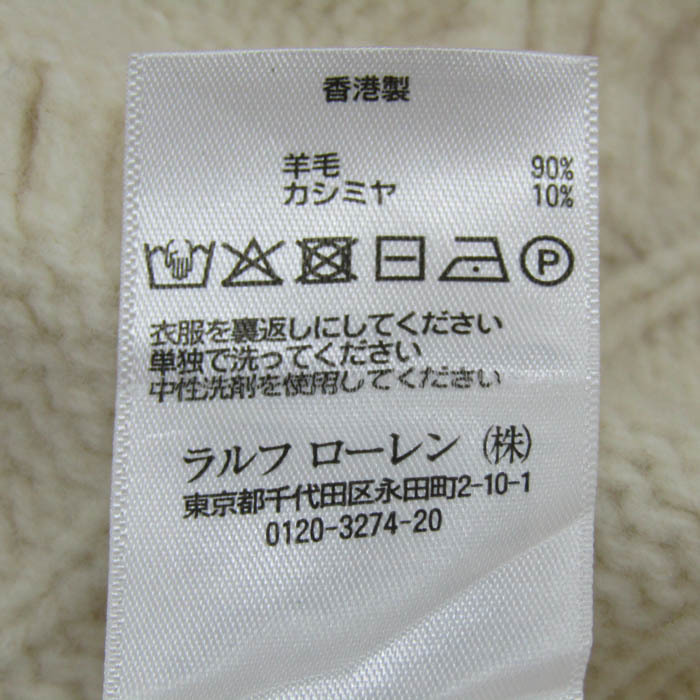 香港製
羊毛 90%
カシミヤ 10%
P
衣服を裏返しにしてください
単独で洗ってください
中性洗剤を使用してください
ラルフ ローレン (株)
東京都千代田区永田町2-10-1
0120-3274-20